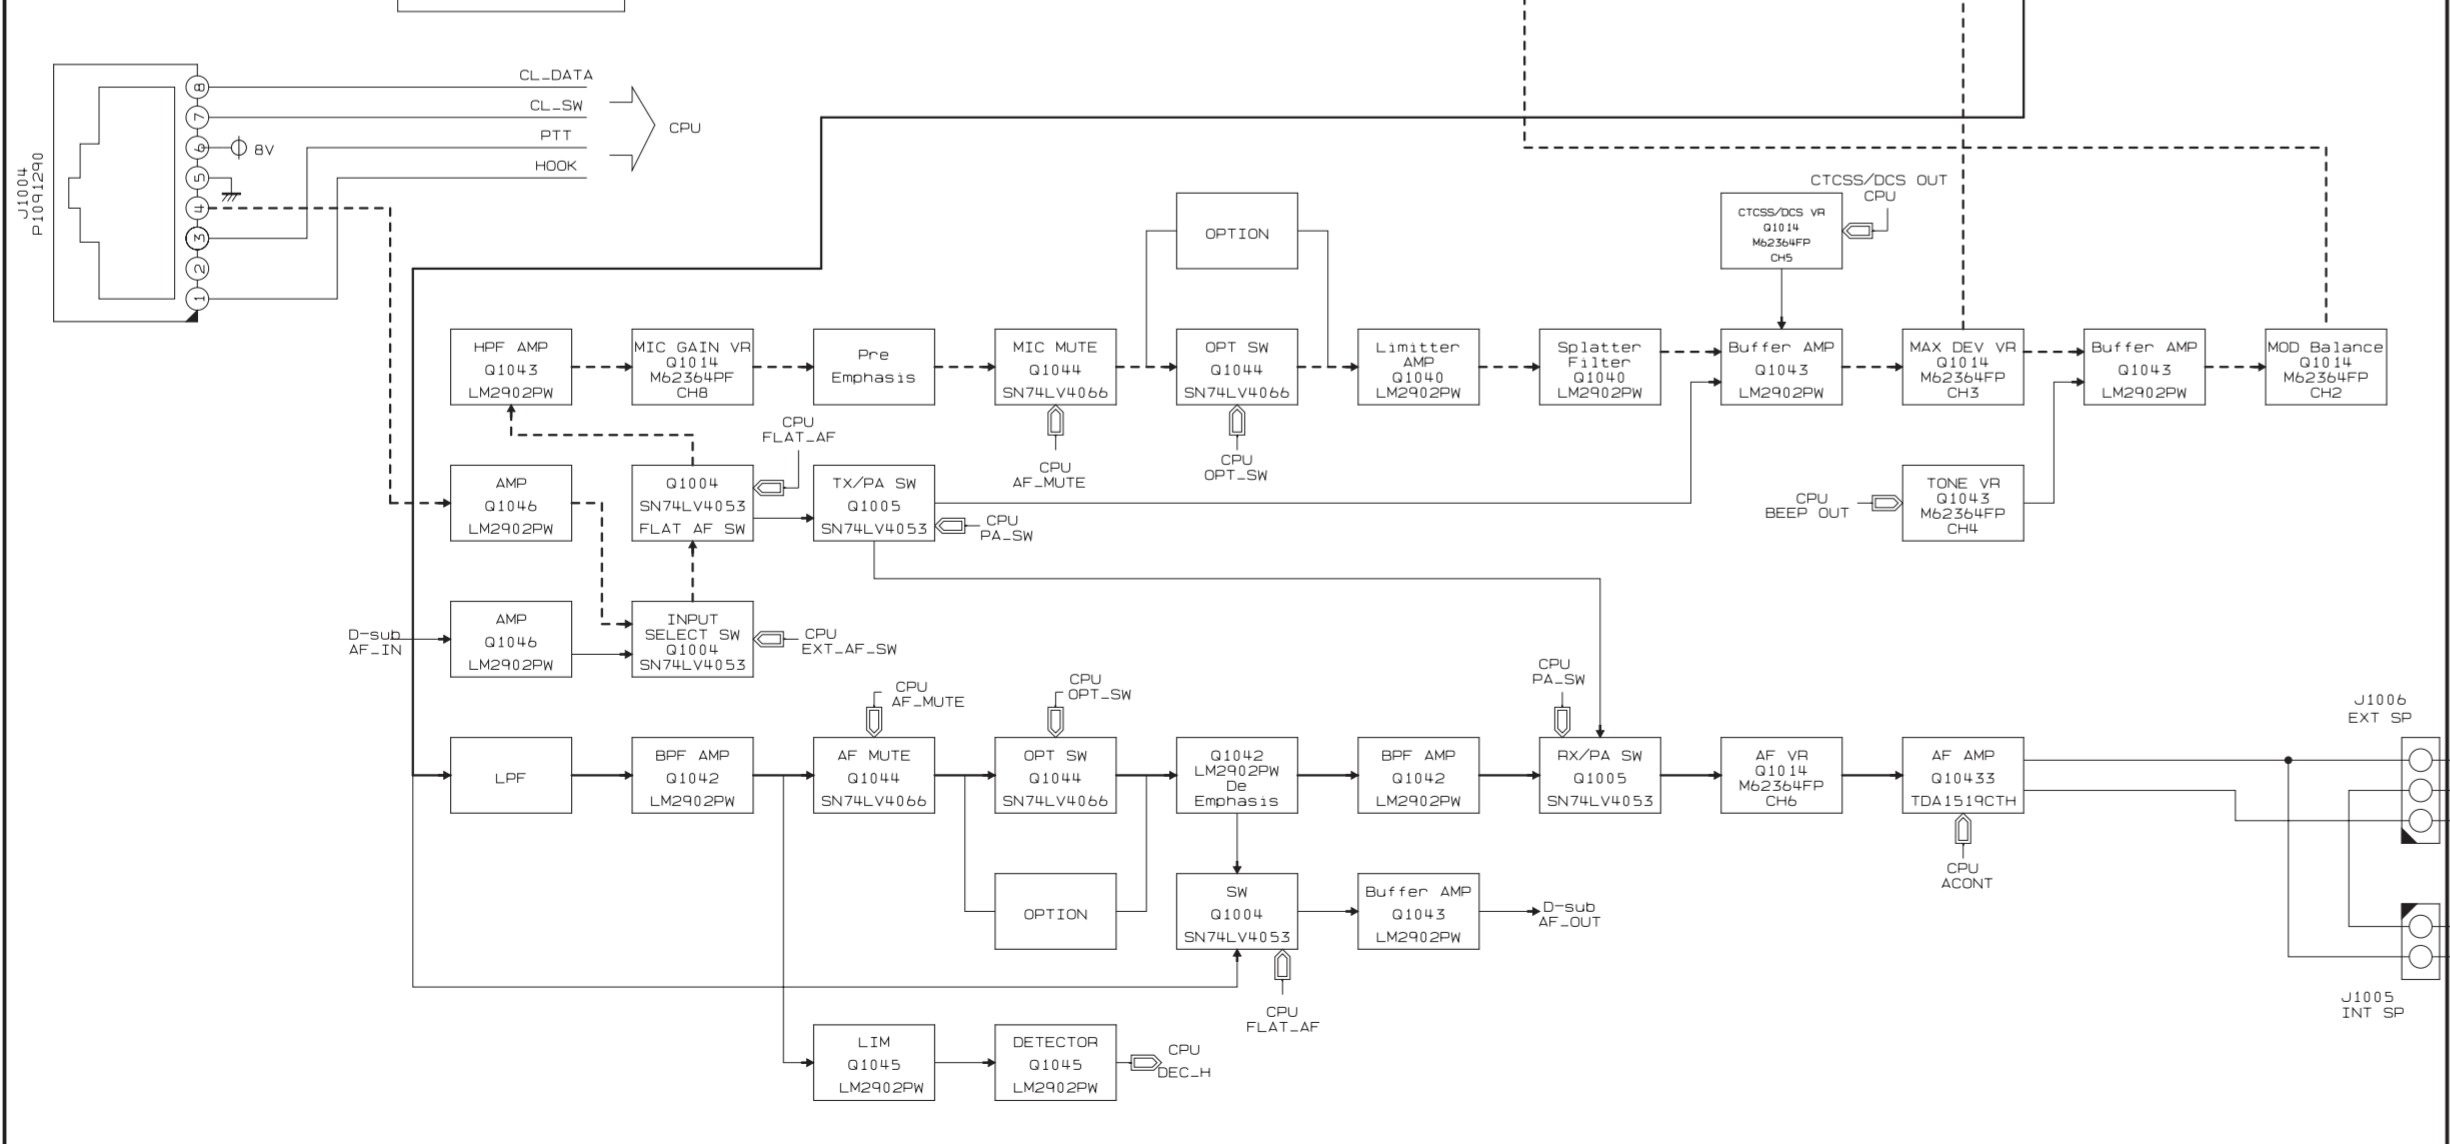 J1004
P1091290
8
7
6
5
4
3
2
1
8V
CL_DATA
CL_SW
PTT
HOOK
CPU
OPTION
CTCSS/DCS OUT
CPU
CTCSS/DCS VR
Q1014
M62364FP
CH5
HPF AMP
Q1043
LM2902PW
MIC GAIN VR
Q1014
M62364PF
CH8
Pre
Emphasis
MIC MUTE
Q1044
SN74LV4066
OPT SW
Q1044
SN74LV4066
Limitter
AMP
Q1040
LM2902PW
Splatter
Filter
Q1040
LM2902PW
Buffer AMP
Q1043
LM2902PW
MAX DEV VR
Q1014
M62364FP
CH3
Buffer AMP
Q1043
LM2902PW
MOD Balance
Q1014
M62364FP
CH2
CPU
FLAT_AF
CPU
AF_MUTE
CPU
OPT_SW
AMP
Q1046
LM2902PW
Q1004
SN74LV4053
FLAT AF SW
TX/PA SW
Q1005
SN74LV4053
CPU
PA_SW
CPU
BEEP OUT
TONE VR
Q1043
M62364FP
CH4
D-sub
AF_IN
AMP
Q1046
LM2902PW
INPUT
SELECT SW
Q1004
SN74LV4053
CPU
EXT_AF_SW
CPU
AF_MUTE
CPU
OPT_SW
CPU
PA_SW
J1006
EXT SP
LPF
BPF AMP
Q1042
LM2902PW
AF MUTE
Q1044
SN74LV4066
OPT SW
Q1044
SN74LV4066
Q1042
LM2902PW
De
Emphasis
BPF AMP
Q1042
LM2902PW
RX/PA SW
Q1005
SN74LV4053
AF VR
Q1014
M62364FP
CH6
AF AMP
Q10433
TDA1519CTH
CPU
ACONT
OPTION
SW
Q1004
SN74LV4053
Buffer AMP
Q1043
LM2902PW
D-sub
AF_OUT
CPU
FLAT_AF
J1005
INT SP
LIM
Q1045
LM2902PW
DETECTOR
Q1045
LM2902PW
CPU
DEC_H